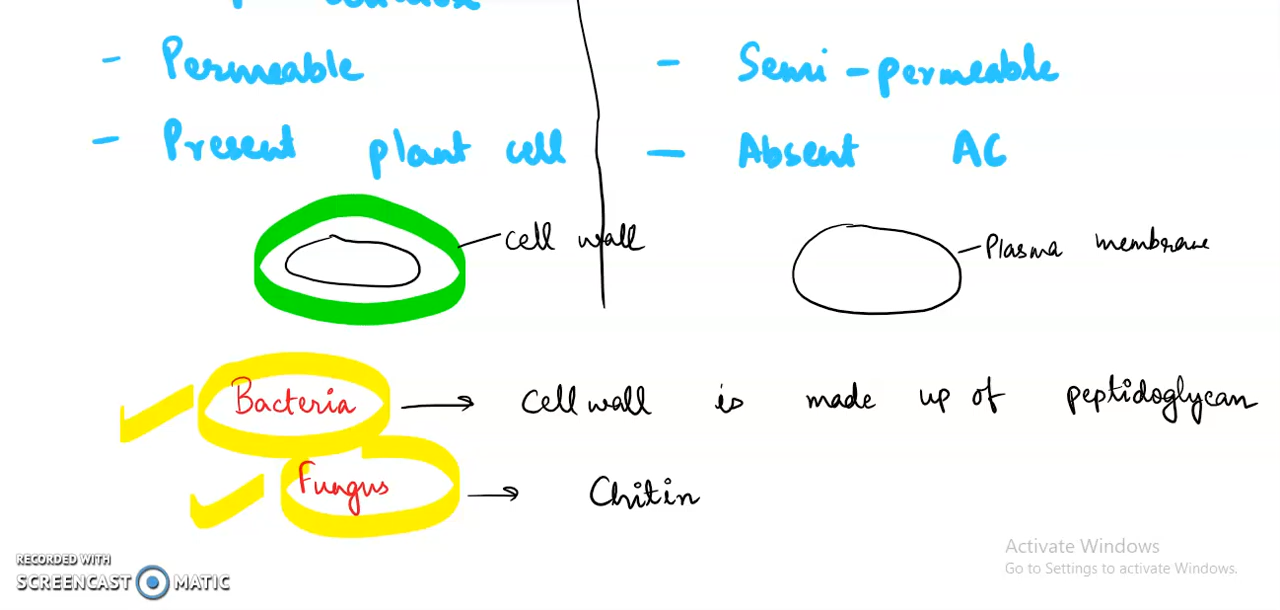 - Permeable - Semi-permeable
- Present plant cell - Absent AC
cell wall Plasma membrane
Bacteria → Cell wall is made up of peptidoglycan
Fungus → Chitin
Activate Windows
RECORDED WITH Go to Settings to activate Windows.
SCREENCAST MATIC